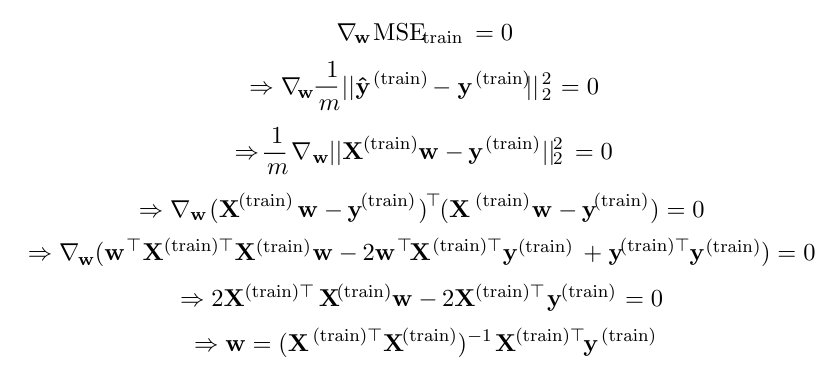 ∇_𝐰 MSE_train = 0
⇒ ∇_𝐰 \frac{1}{m} ||𝐲̂^(train) − 𝐲^(train)||_2^2 = 0
⇒ \frac{1}{m} ∇_𝐰 ||𝐗^(train) 𝐰 − 𝐲^(train)||_2^2 = 0
⇒ ∇_𝐰 (𝐗^(train) 𝐰 − 𝐲^(train))^⊤ (𝐗^(train) 𝐰 − 𝐲^(train)) = 0
⇒ ∇_𝐰 (𝐰^⊤ 𝐗^(train)⊤ 𝐗^(train) 𝐰 − 2𝐰^⊤ 𝐗^(train)⊤ 𝐲^(train) + 𝐲^(train)⊤ 𝐲^(train)) = 0
⇒ 2𝐗^(train)⊤ 𝐗^(train) 𝐰 − 2𝐗^(train)⊤ 𝐲^(train) = 0
⇒ 𝐰 = (𝐗^(train)⊤ 𝐗^(train))^{−1} 𝐗^(train)⊤ 𝐲^(train)